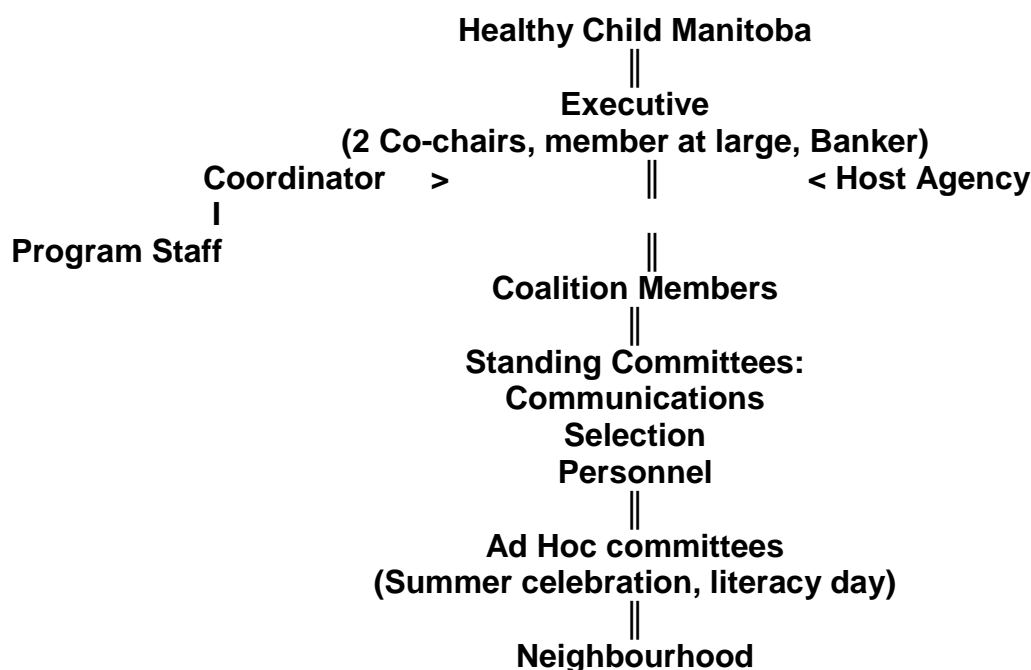 Healthy Child Manitoba
║
Executive
(2 Co-chairs, member at large, Banker)
Coordinator > ║ < Host Agency
I
Program Staff ║
Coalition Members
║
Standing Committees:
Communications
Selection
Personnel
║
Ad Hoc committees
(Summer celebration, literacy day)
║
Neighbourhood